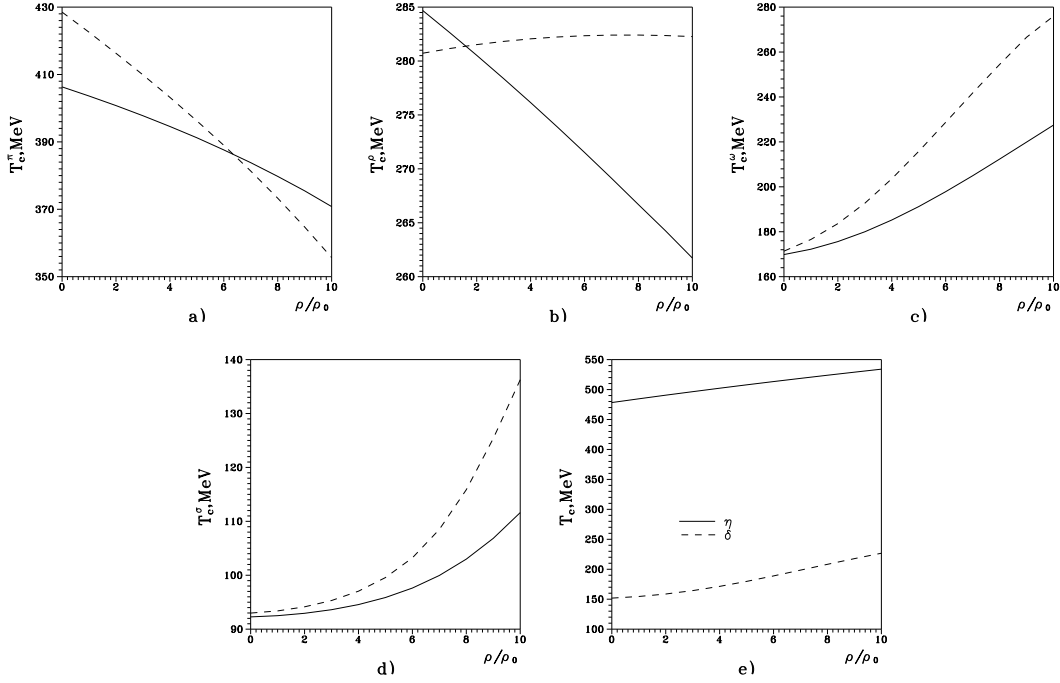 430
410
390
370
350
T_c^π,MeV
0 2 4 6 8 10
ρ/ρ₀
a)
285
280
275
270
265
260
T_c^ρ,MeV
0 2 4 6 8 10
ρ/ρ₀
b)
280
260
240
220
200
180
160
T_c^ω,MeV
0 2 4 6 8 10
ρ/ρ₀
c)
140
130
120
110
100
90
T_c^σ,MeV
0 2 4 6 8 10
ρ/ρ₀
d)
550
500
450
400
350
300
250
200
150
100
T_c,MeV
η
δ
0 2 4 6 8 10
ρ/ρ₀
e)